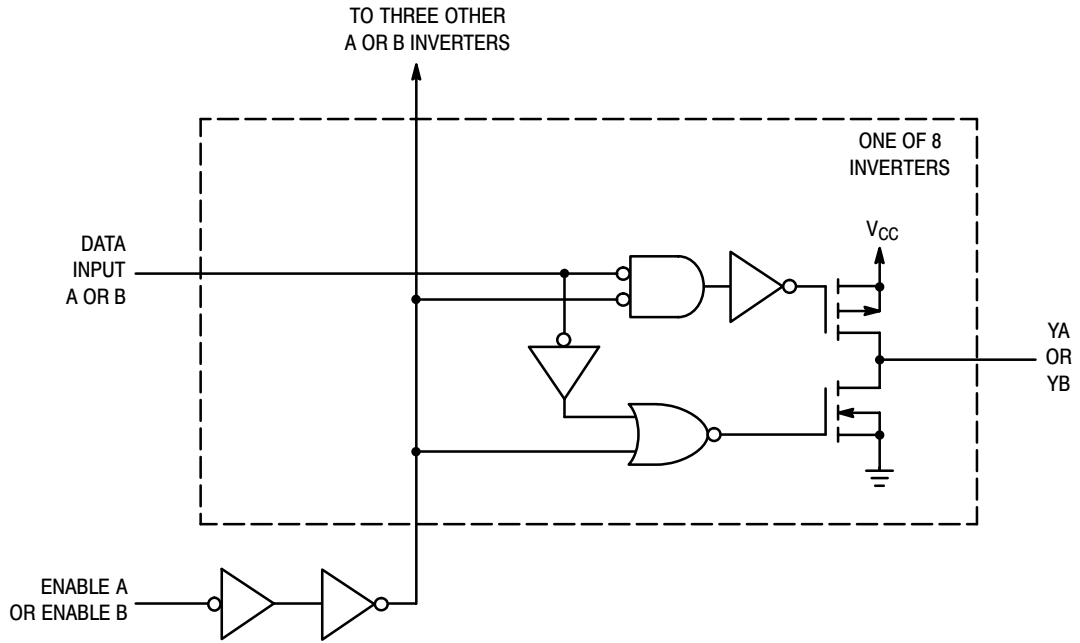 TO THREE OTHER
A OR B INVERTERS
ONE OF 8
INVERTERS
DATA
INPUT
A OR B
VCC
YA
OR
YB
ENABLE A
OR ENABLE B